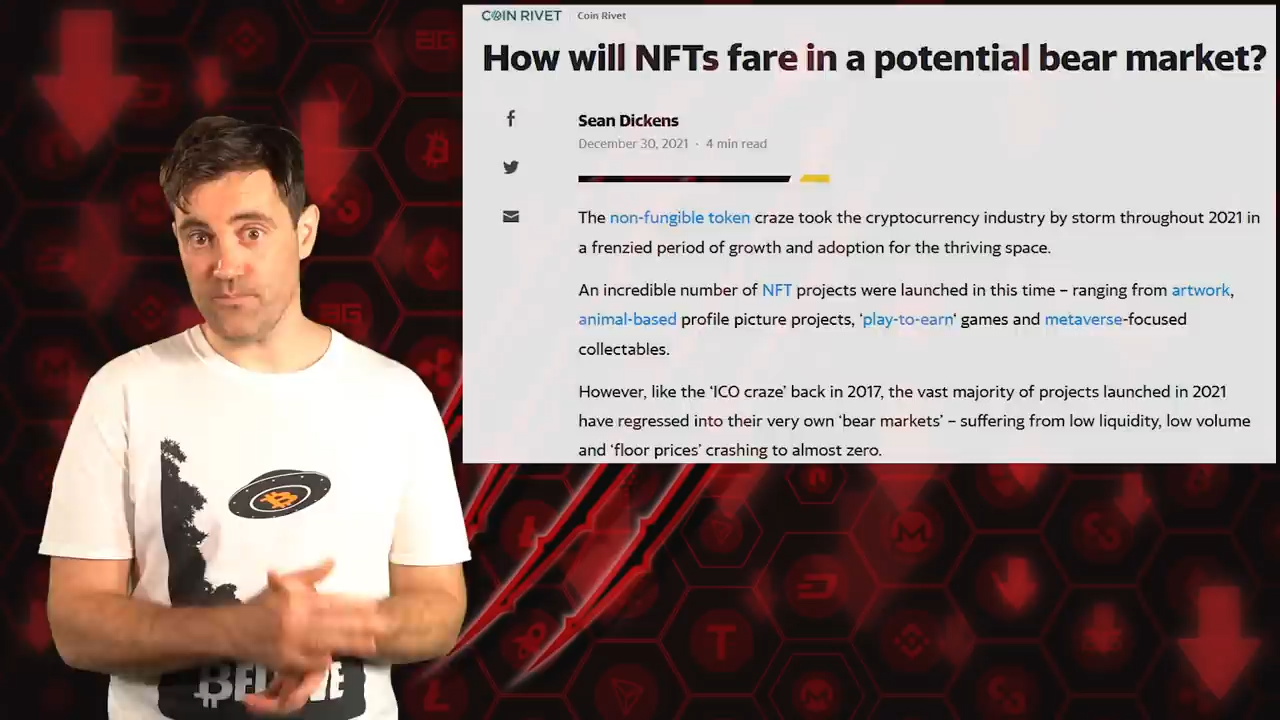 COIN RIVET Coin Rivet
How will NFTs fare in a potential bear market?
Sean Dickens
December 30, 2021 · 4 min read
The non-fungible token craze took the cryptocurrency industry by storm throughout 2021 in
a frenzied period of growth and adoption for the thriving space.
An incredible number of NFT projects were launched in this time – ranging from artwork,
animal-based profile picture projects, ‘play-to-earn‘ games and metaverse-focused
collectables.
However, like the ‘ICO craze’ back in 2017, the vast majority of projects launched in 2021
have regressed into their very own ‘bear markets’ – suffering from low liquidity, low volume
and ‘floor prices’ crashing to almost zero.